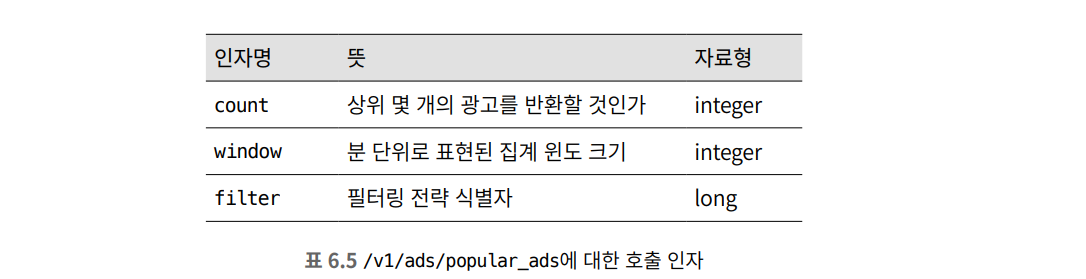 인자명 뜻 자료형
count 상위 몇 개의 광고를 반환할 것인가 integer
window 분 단위로 표현된 집계 윈도 크기 integer
filter 필터링 전략 식별자 long
표 6.5 /v1/ads/popular_ads에 대한 호출 인자